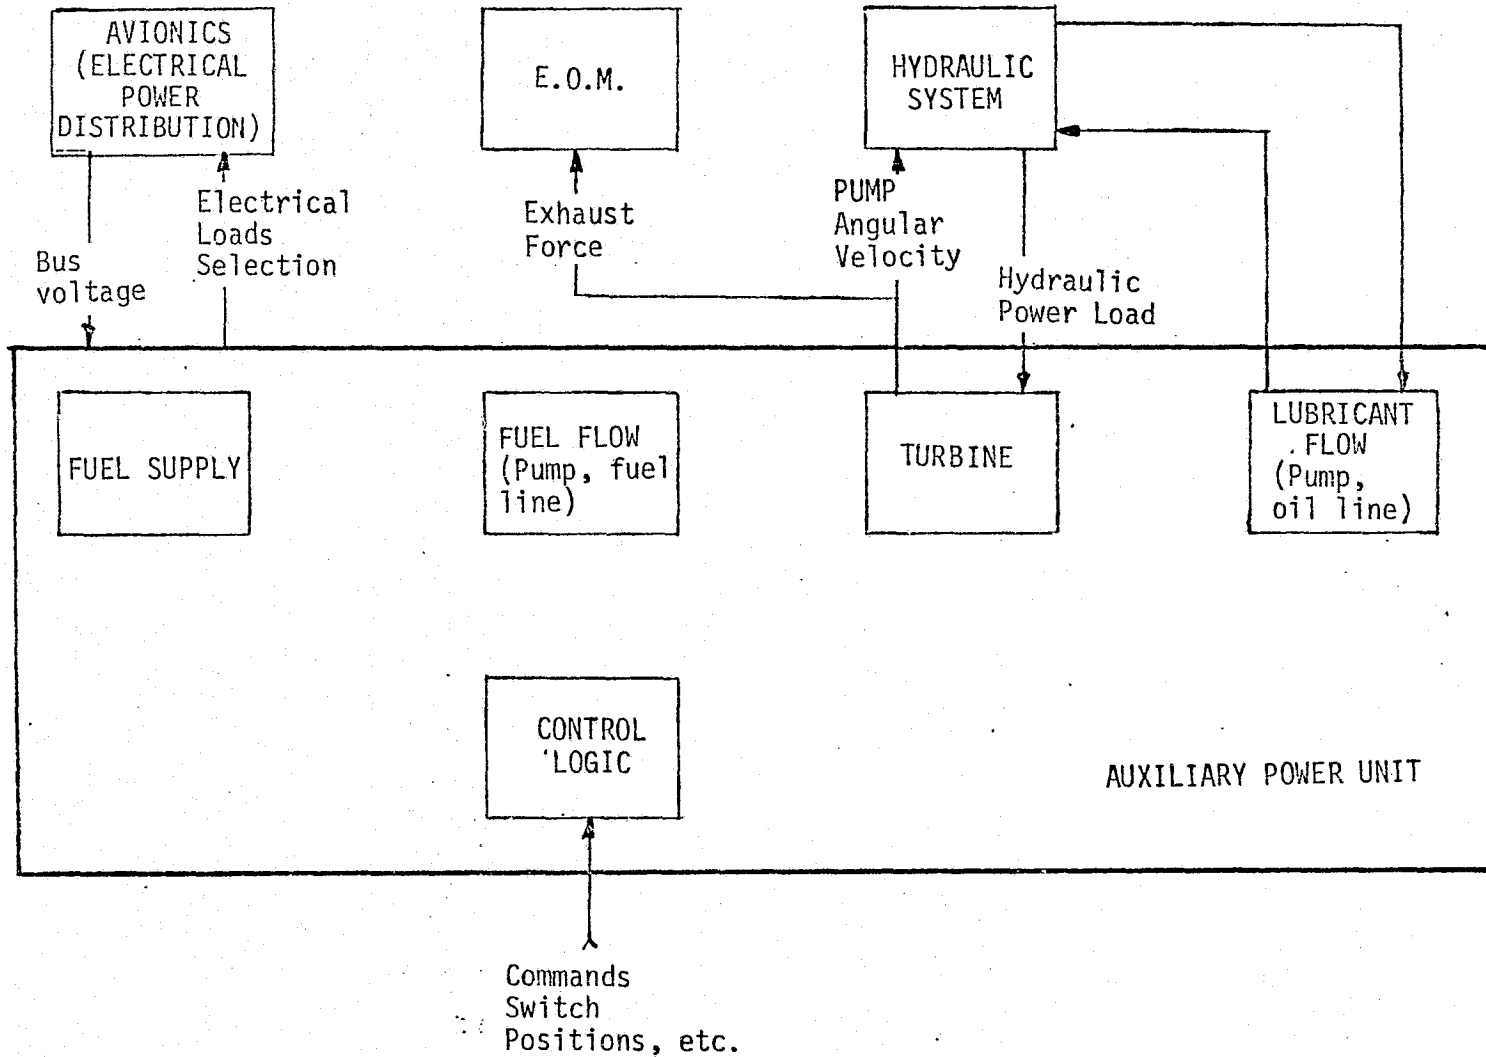 AVIONICS
(ELECTRICAL
POWER
DISTRIBUTION)
E.O.M.
HYDRAULIC
SYSTEM
Bus
voltage
Electrical
Loads
Selection
Exhaust
Force
PUMP
Angular
Velocity
Hydraulic
Power Load
FUEL SUPPLY
FUEL FLOW
(Pump, fuel
line)
TURBINE
LUBRICANT
FLOW
(Pump,
oil line)
CONTROL
LOGIC
AUXILIARY POWER UNIT
Commands
Switch
Positions, etc.